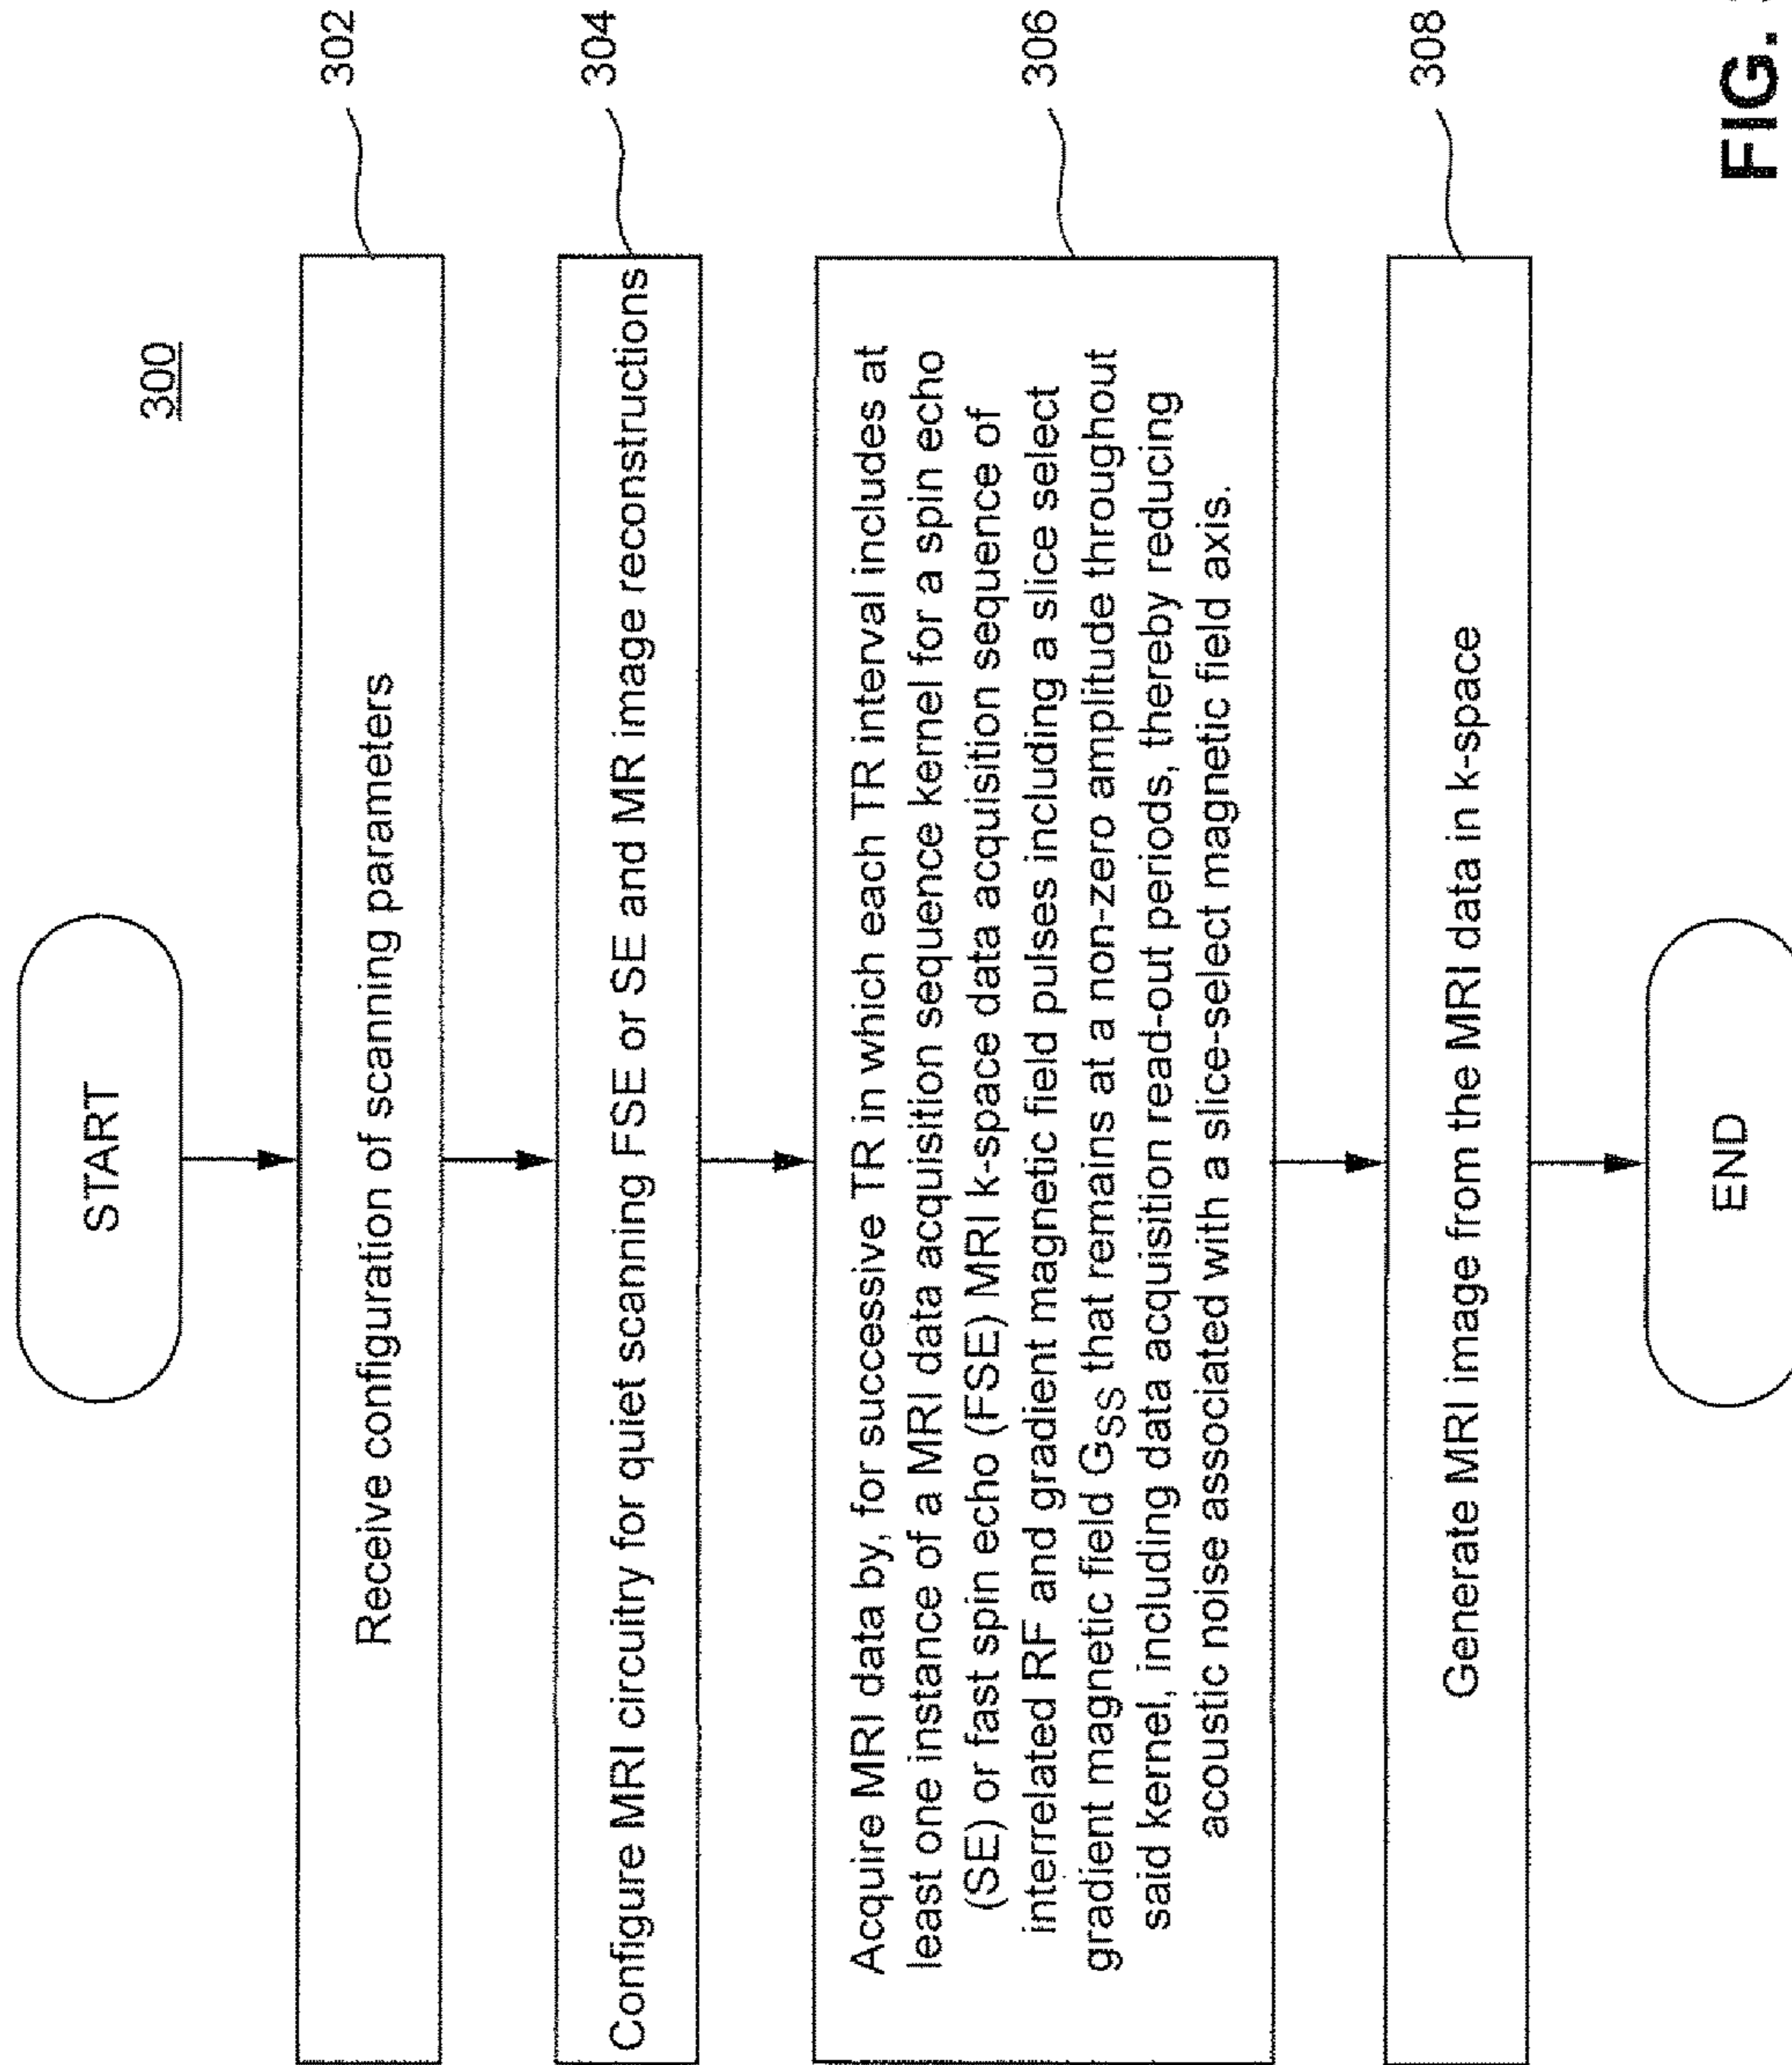 300
START
Receive configuration of scanning parameters
302
Configure MRI circuitry for quiet scanning FSE or SE and MR image reconstructions
304
Acquire MRI data by, for successive TR in which each TR interval includes at
least one instance of a MRI data acquisition sequence kernel for a spin echo
(SE) or fast spin echo (FSE) MRI k-space data acquisition sequence of
interrelated RF and gradient magnetic field pulses including a slice select
gradient magnetic field GSS that remains at a non-zero amplitude throughout
said kernel, including data acquisition read-out periods, thereby reducing
acoustic noise associated with a slice-select magnetic field axis.
306
Generate MRI image from the MRI data in k-space
308
END
FIG.